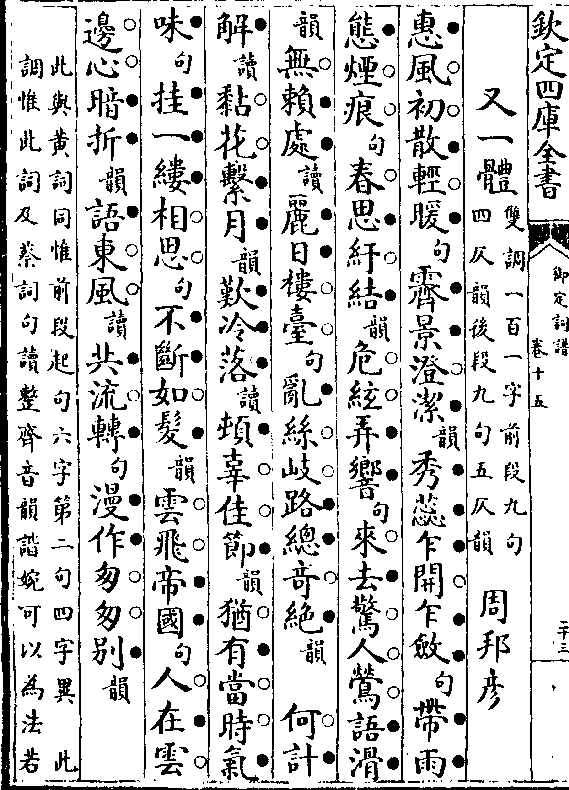 欽定四庫全書
御定詞譜
卷十五
二十三
又一體
雙調一百一字前段九句
四仄韻後段九句五仄韻
周邦彥
惠風初散輕暖句霽景澄潔韻秀蕊乍開乍斂句帶雨
態煙痕句春思紆結韻危絃弄響句來去驚人鶯語滑
韻無賴處讀麗日樓臺句亂絲岐路總奇絕韻 何計
解讀黏花繫月韻歎冷落讀頓辜佳節韻猶有當時氣
味句挂一縷相思句不斷如髮韻雲飛帝國句人在雲
邊心暗折韻語東風讀共流轉句漫作匆匆別韻
此與黃詞同惟前段起句六字第二句四字異 此
調惟此詞及蔡詞句讀整齊音韻諧婉可以為法若